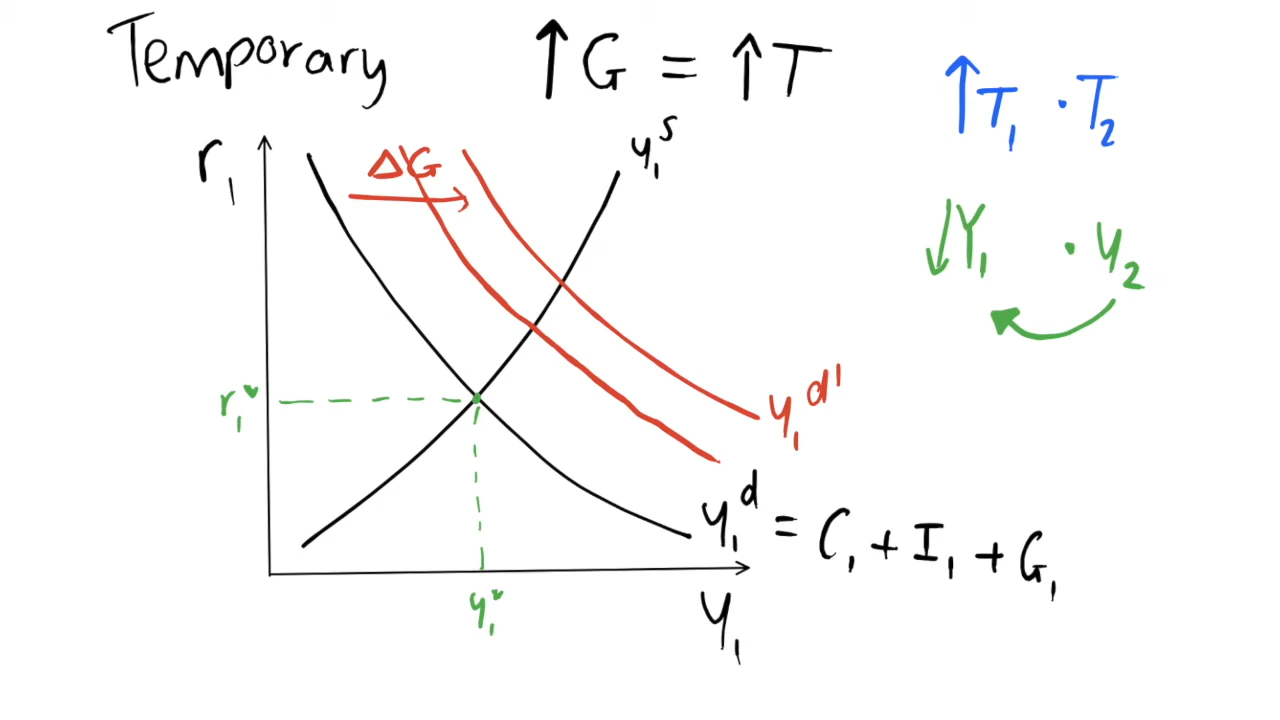 Temporary ↑G = ↑T
↑T₁ · T₂
r₁
ΔG
y₁ˢ
↓Y₁ · y₂
r₁*
y₁ᵈ'
y₁ᵈ = C₁ + I₁ + G₁
y₁*
y₁